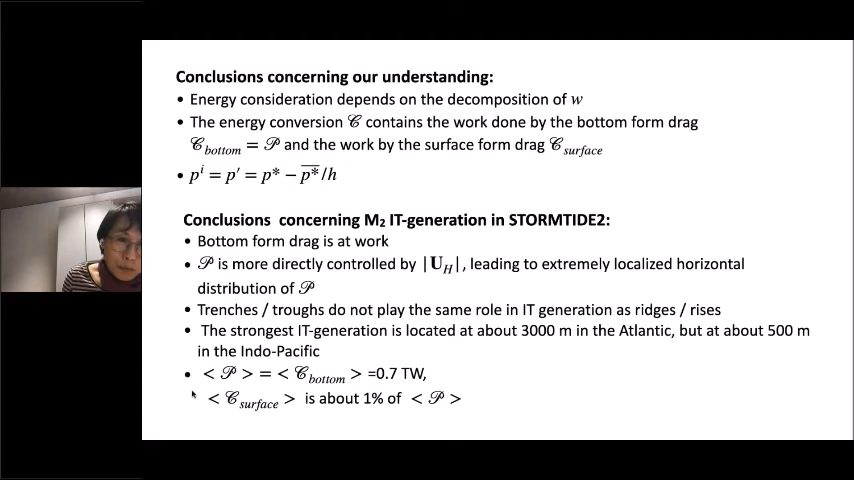 Conclusions concerning our understanding:
• Energy consideration depends on the decomposition of w
• The energy conversion 𝒞 contains the work done by the bottom form drag
𝒞_bottom = 𝒫 and the work by the surface form drag 𝒞_surface
• pⁱ = p′ = p* − p̅*̅/h
Conclusions concerning M₂ IT-generation in STORMTIDE2:
• Bottom form drag is at work
• 𝒫 is more directly controlled by |𝐔_H|, leading to extremely localized horizontal
distribution of 𝒫
• Trenches / troughs do not play the same role in IT generation as ridges / rises
• The strongest IT-generation is located at about 3000 m in the Atlantic, but at about 500 m
in the Indo-Pacific
• < 𝒫 > = < 𝒞_bottom > =0.7 TW,
< 𝒞_surface > is about 1% of < 𝒫 >